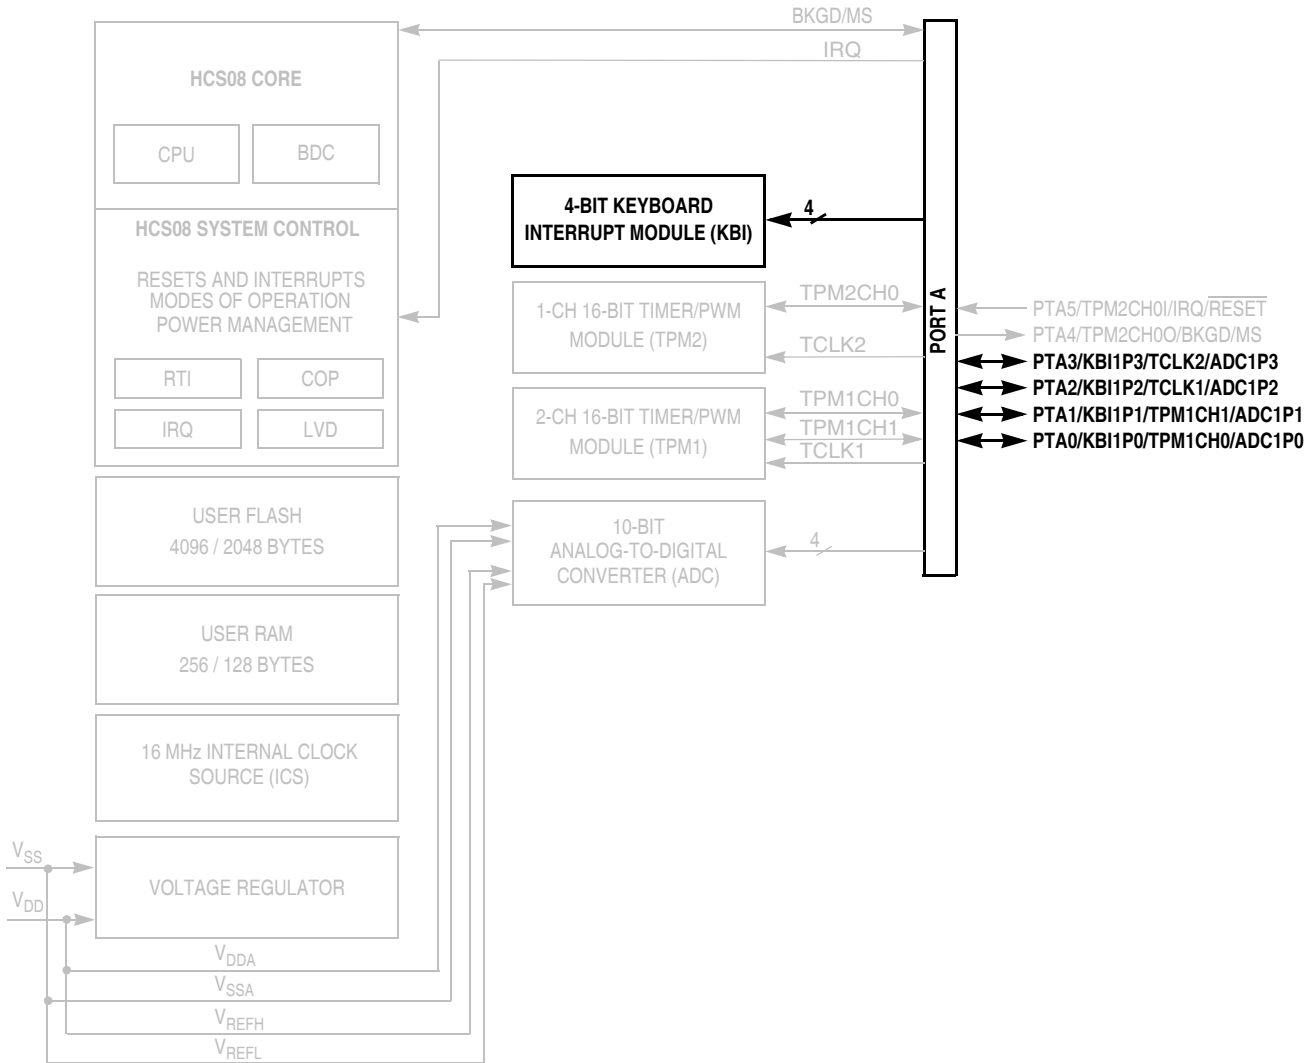 BKGD/MS
IRQ
HCS08 CORE
CPU
BDC
HCS08 SYSTEM CONTROL
RESETS AND INTERRUPTS
MODES OF OPERATION
POWER MANAGEMENT
RTI
COP
IRQ
LVD
USER FLASH
4096 / 2048 BYTES
USER RAM
256 / 128 BYTES
16 MHz INTERNAL CLOCK
SOURCE (ICS)
VOLTAGE REGULATOR
VSS
VDD
VDDA
VSSA
VREFH
VREFL
4-BIT KEYBOARD
INTERRUPT MODULE (KBI)
4
1-CH 16-BIT TIMER/PWM
MODULE (TPM2)
TPM2CH0
TCLK2
2-CH 16-BIT TIMER/PWM
MODULE (TPM1)
TPM1CH0
TPM1CH1
TCLK1
10-BIT
ANALOG-TO-DIGITAL
CONVERTER (ADC)
4
PORT A
PTA5/TPM2CH0I/IRQ/RESET
PTA4/TPM2CH0O/BKGD/MS
PTA3/KBI1P3/TCLK2/ADC1P3
PTA2/KBI1P2/TCLK1/ADC1P2
PTA1/KBI1P1/TPM1CH1/ADC1P1
PTA0/KBI1P0/TPM1CH0/ADC1P0